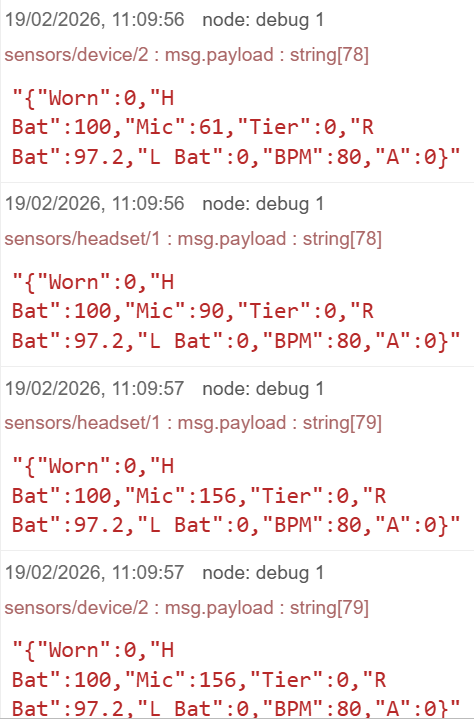 19/02/2026, 11:09:56 node: debug 1
sensors/device/2 : msg.payload : string[78]
"{"Worn":0,"H
Bat":100,"Mic":61,"Tier":0,"R
Bat":97.2,"L Bat":0,"BPM":80,"A":0}"
19/02/2026, 11:09:56 node: debug 1
sensors/headset/1 : msg.payload : string[78]
"{"Worn":0,"H
Bat":100,"Mic":90,"Tier":0,"R
Bat":97.2,"L Bat":0,"BPM":80,"A":0}"
19/02/2026, 11:09:57 node: debug 1
sensors/headset/1 : msg.payload : string[79]
"{"Worn":0,"H
Bat":100,"Mic":156,"Tier":0,"R
Bat":97.2,"L Bat":0,"BPM":80,"A":0}"
19/02/2026, 11:09:57 node: debug 1
sensors/device/2 : msg.payload : string[79]
"{"Worn":0,"H
Bat":100,"Mic":156,"Tier":0,"R
Bat":97.2,"L Bat":0,"BPM":80,"A":0}"